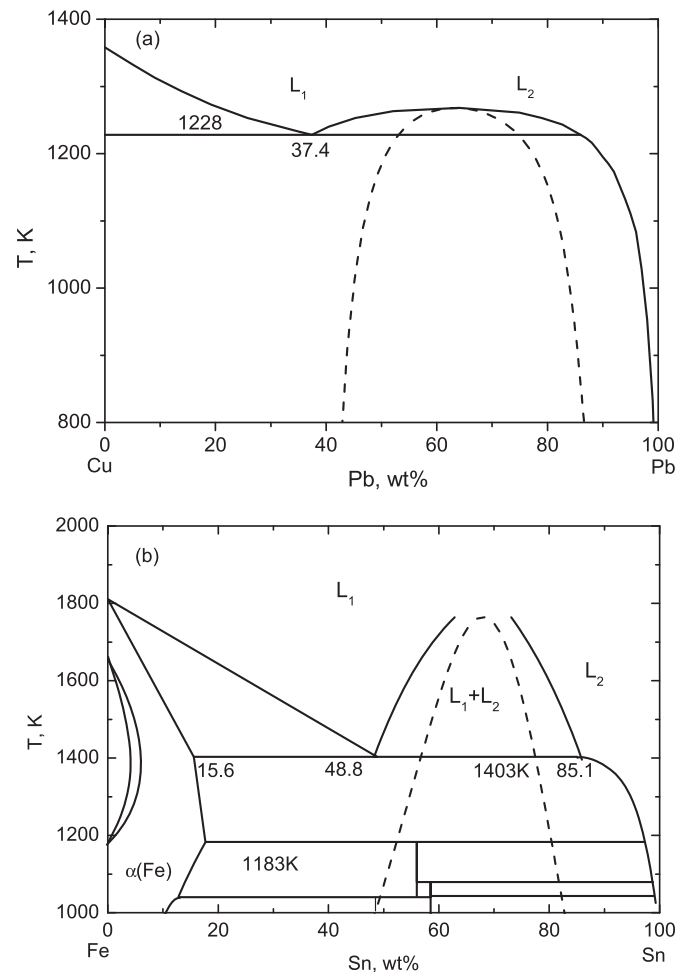 1400
(a)
L1
L2
1228
1200
37.4
T, K
1000
800
0
20
40
60
80
100
Cu
Pb
Pb, wt%
2000
(b)
L1
1800
L2
1600
L1+L2
T, K
1400
15.6
48.8
1403K
85.1
1200
1183K
α(Fe)
1000
0
20
40
60
80
100
Fe
Sn
Sn, wt%